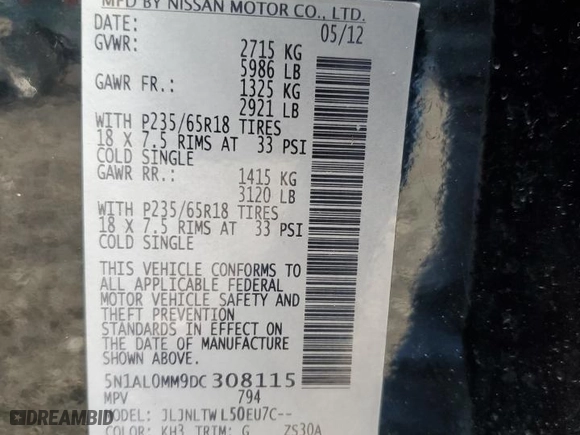 MFD BY NISSAN MOTOR CO., LTD.
DATE: 05/12
GVWR: 2715 KG
5986 LB
GAWR FR.: 1325 KG
2921 LB
WITH P235/65R18 TIRES
18 X 7.5 RIMS AT 33 PSI
COLD SINGLE
GAWR RR.: 1415 KG
3120 LB
WITH P235/65R18 TIRES
18 X 7.5 RIMS AT 33 PSI
COLD SINGLE
THIS VEHICLE CONFORMS TO
ALL APPLICABLE FEDERAL
MOTOR VEHICLE SAFETY AND
THEFT PREVENTION
STANDARDS IN EFFECT ON
THE DATE OF MANUFACTURE
SHOWN ABOVE.
5N1AL0MM9DC308115
MPV 794
MODEL: JLJNLTWL50EU7C--
COLOR: KH3 TRIM: G ZS30A
© DREAMBID.COM